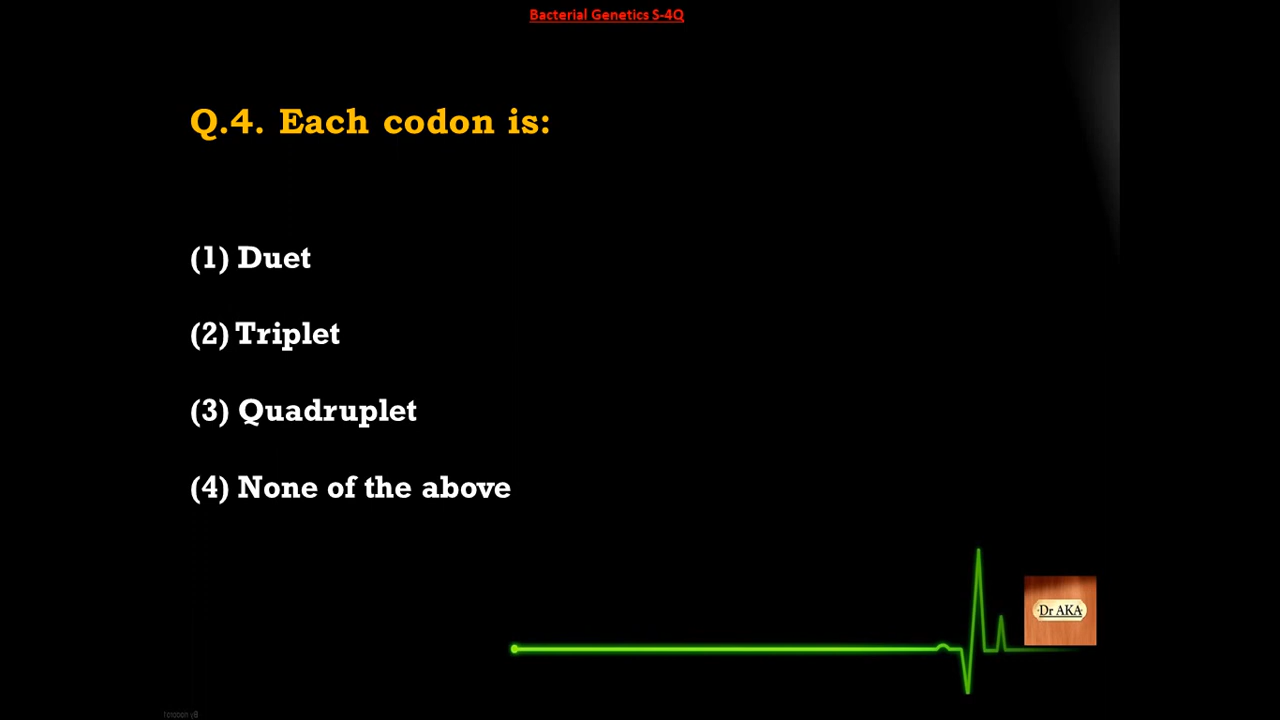 Bacterial Genetics S-4Q
Q.4. Each codon is:
(1) Duet
(2) Triplet
(3) Quadruplet
(4) None of the above
Dr AKA